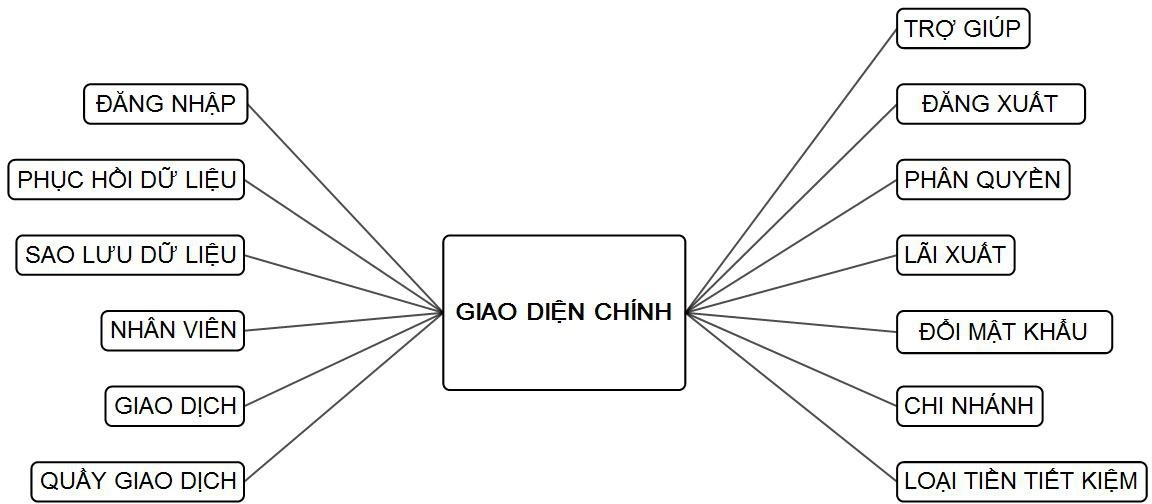 TRỢ GIÚP
ĐĂNG NHẬP
ĐĂNG XUẤT
PHỤC HỒI DỮ LIỆU
PHÂN QUYỀN
SAO LƯU DỮ LIỆU
LÃI XUẤT
GIAO DIỆN CHÍNH
NHÂN VIÊN
ĐỔI MẬT KHẨU
GIAO DỊCH
CHI NHÁNH
QUẦY GIAO DỊCH
LOẠI TIỀN TIẾT KIỆM